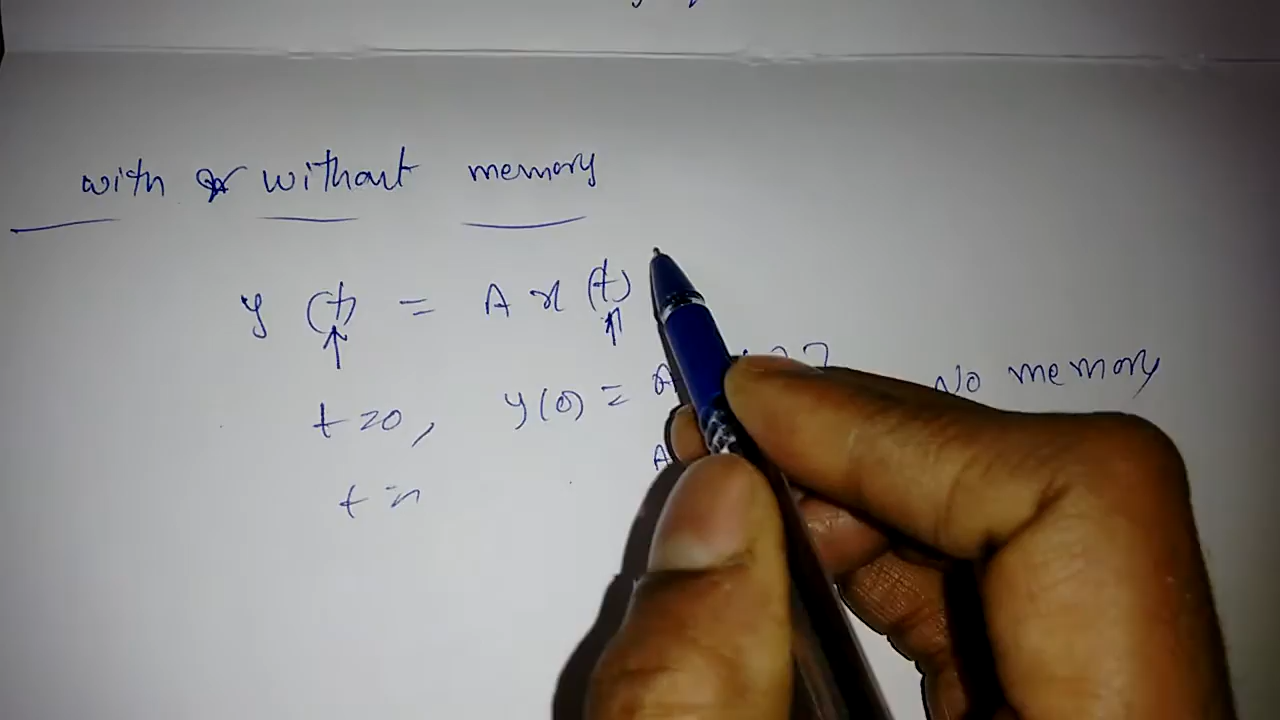 with or without memory
y (t) = A x (t)
y(0) = A No memory
t = 0,
A
t = n